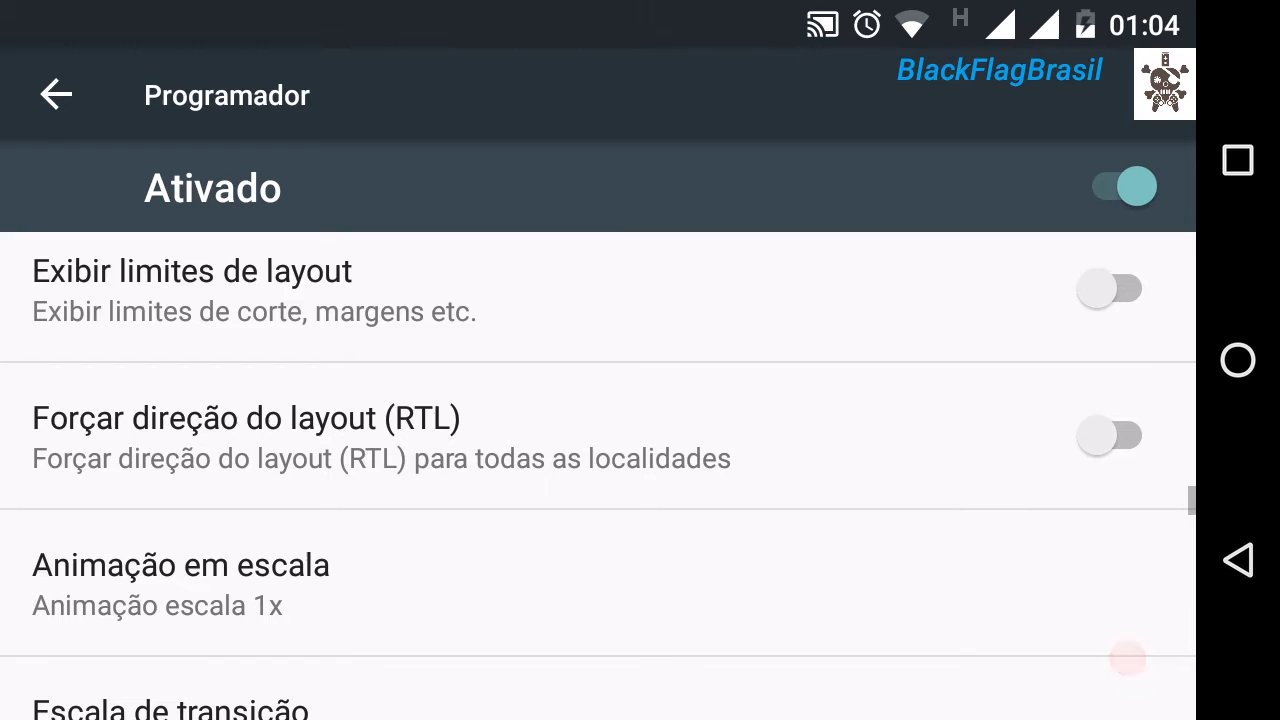 H 01:04
BlackFlagBrasil
Programador
Ativado
Exibir limites de layout
Exibir limites de corte, margens etc.
Forçar direção do layout (RTL)
Forçar direção do layout (RTL) para todas as localidades
Animação em escala
Animação escala 1x
Escala de transição